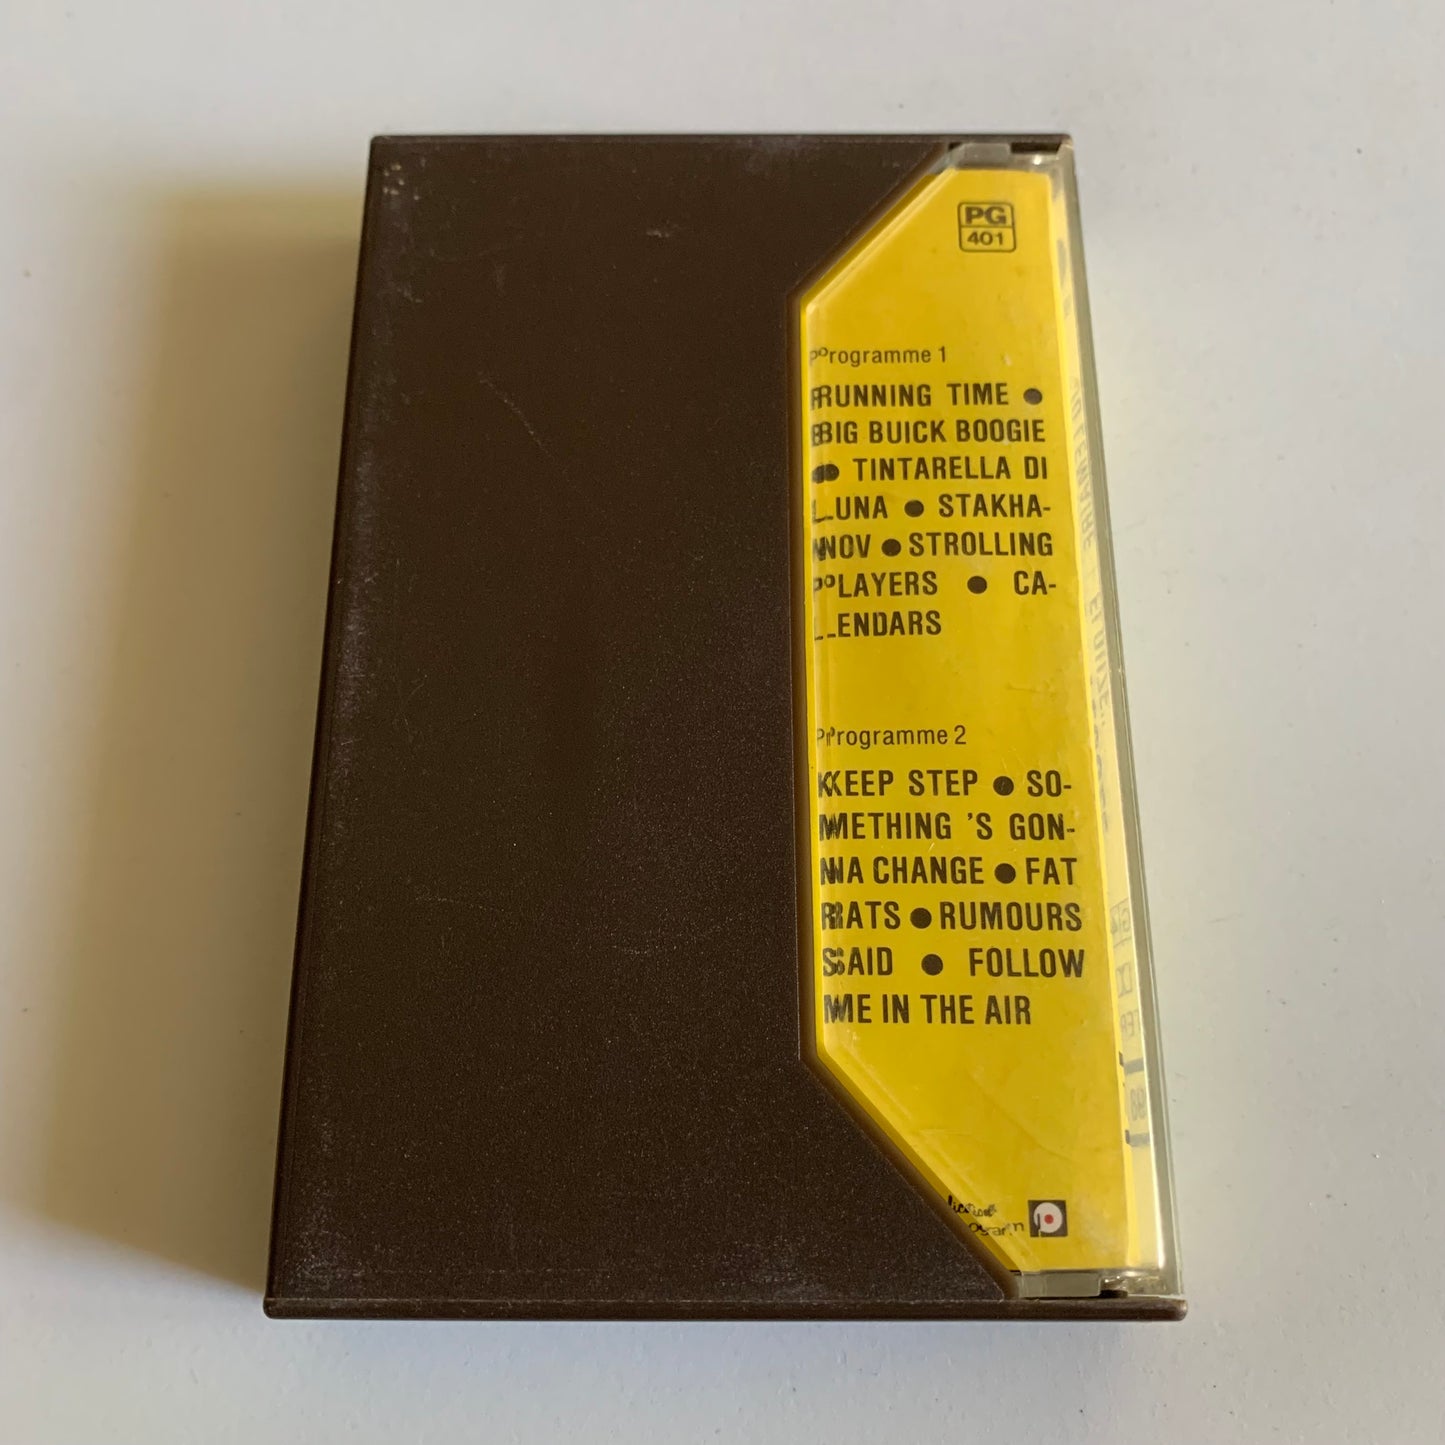 PG
401
Programme 1
RUNNING TIME ●
BIG BUICK BOOGIE
● TINTARELLA DI
LUNA ● STAKHA-
NOV ● STROLLING
PLAYERS ● CA-
LENDARS
Programme 2
KEEP STEP ● SO-
METHING 'S GON-
NA CHANGE ● FAT
RATS ● RUMOURS
SAID ● FOLLOW
ME IN THE AIR